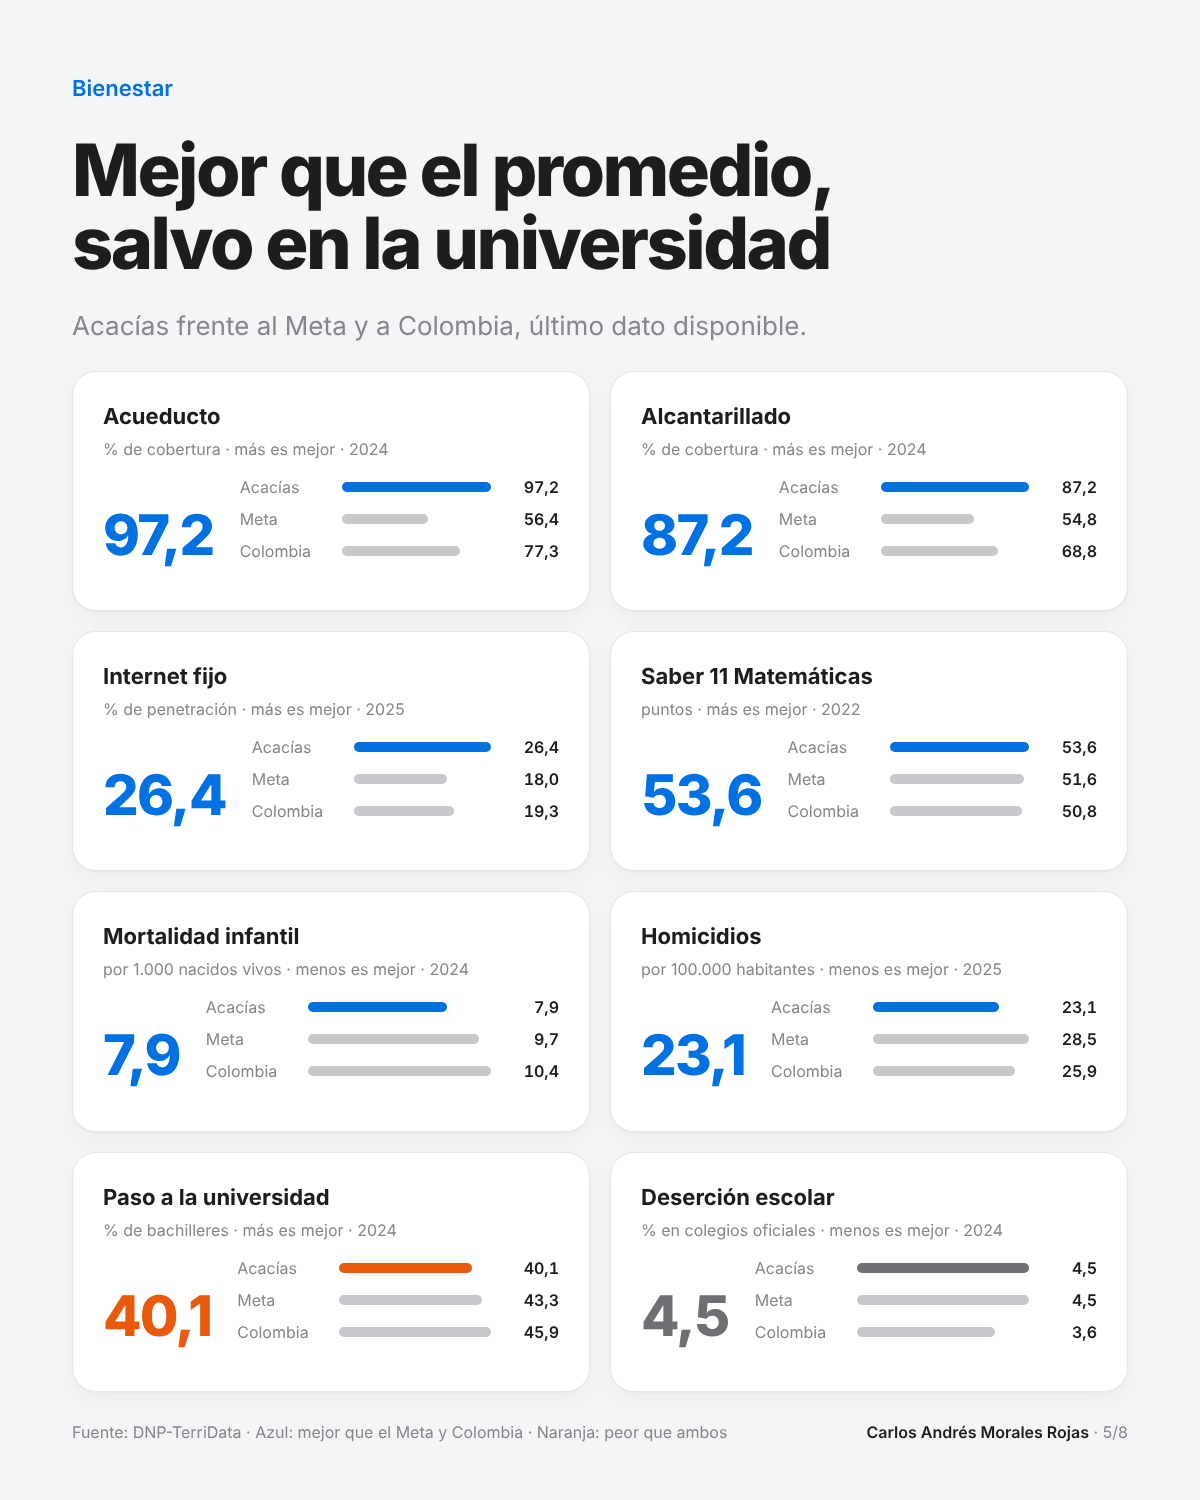 Bienestar
Mejor que el promedio,
salvo en la universidad
Acacías frente al Meta y a Colombia, último dato disponible.
Acueducto
% de cobertura · más es mejor · 2024
97,2
Acacías 97,2
Meta 56,4
Colombia 77,3
Alcantarillado
% de cobertura · más es mejor · 2024
87,2
Acacías 87,2
Meta 54,8
Colombia 68,8
Internet fijo
% de penetración · más es mejor · 2025
26,4
Acacías 26,4
Meta 18,0
Colombia 19,3
Saber 11 Matemáticas
puntos · más es mejor · 2022
53,6
Acacías 53,6
Meta 51,6
Colombia 50,8
Mortalidad infantil
por 1.000 nacidos vivos · menos es mejor · 2024
7,9
Acacías 7,9
Meta 9,7
Colombia 10,4
Homicidios
por 100.000 habitantes · menos es mejor · 2025
23,1
Acacías 23,1
Meta 28,5
Colombia 25,9
Paso a la universidad
% de bachilleres · más es mejor · 2024
40,1
Acacías 40,1
Meta 43,3
Colombia 45,9
Deserción escolar
% en colegios oficiales · menos es mejor · 2024
4,5
Acacías 4,5
Meta 4,5
Colombia 3,6
Fuente: DNP-TerriData · Azul: mejor que el Meta y Colombia · Naranja: peor que ambos
Carlos Andrés Morales Rojas · 5/8